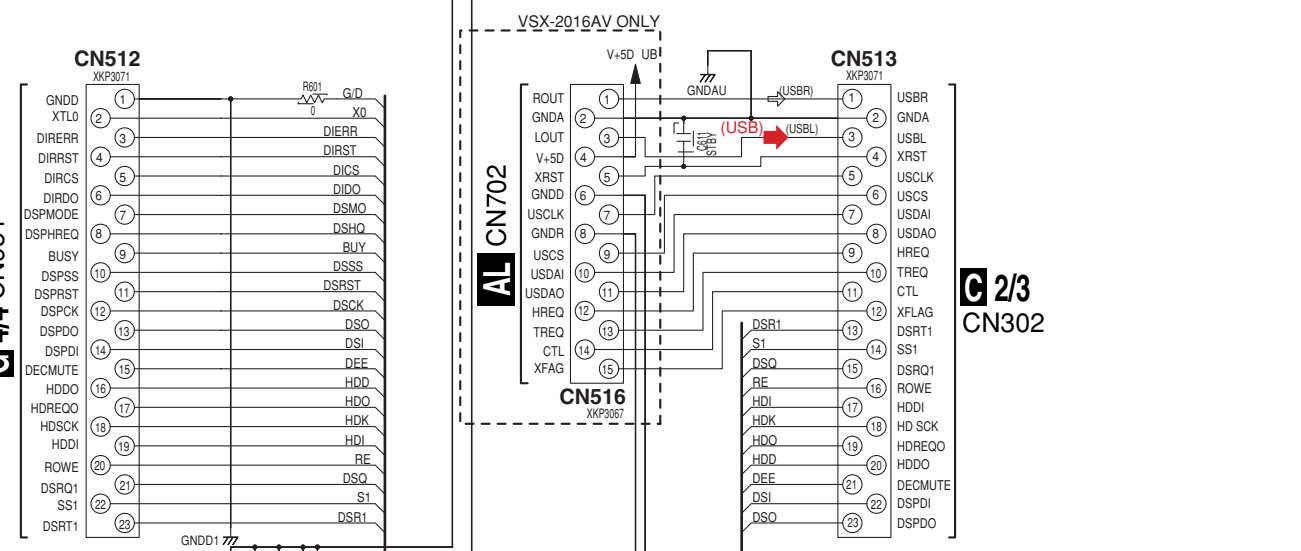 VSX-2016AV ONLY
CN512
XKP3071
GNDD 1 R601 0 G/D
XTL0 2 X0
DIRERR 3 DIERR
DIRRST 4 DIRST
DIRCS 5 DICS
DIRDO 6 DIDO
DSPMODE 7 DSMO
DSPHREQ 8 DSHQ
BUSY 9 BUY
DSPSS 10 DSSS
DSPRST 11 DSRST
DSPCK 12 DSCK
DSPDO 13 DSO
DSPDI 14 DSI
DECMUTE 15 DEE
HDDO 16 HDD
HDREQO 17 HDO
HDSCK 18 HDK
HDDI 19 HDI
ROWE 20 RE
DSRQ1 21 DSQ
SS1 22 S1
DSRT1 23 DSR1
GNDD1
AL CN702
V+5D UB
ROUT 1
GNDA 2
LOUT 3
V+5D 4
XRST 5
GNDD 6
USCLK 7
GNDR 8
USCS 9
USDAI 10
USDAO 11
HREQ 12
TREQ 13
CTL 14
XFAG 15
CN516
XKP3067
GNDAU
(USBR)
C611
STBY
(USB)
(USBL)
CN513
XKP3071
1 USBR
2 GNDA
3 USBL
4 XRST
5 USCLK
6 USCS
7 USDAI
8 USDAO
9 HREQ
10 TREQ
11 CTL
12 XFLAG
DSR1 13 DSRT1
S1 14 SS1
DSQ 15 DSRQ1
RE 16 ROWE
HDI 17 HDDI
HDK 18 HD SCK
HDO 19 HDREQO
HDD 20 HDDO
DEE 21 DECMUTE
DSI 22 DSPDI
DSO 23 DSPDO
C 2/3
CN302